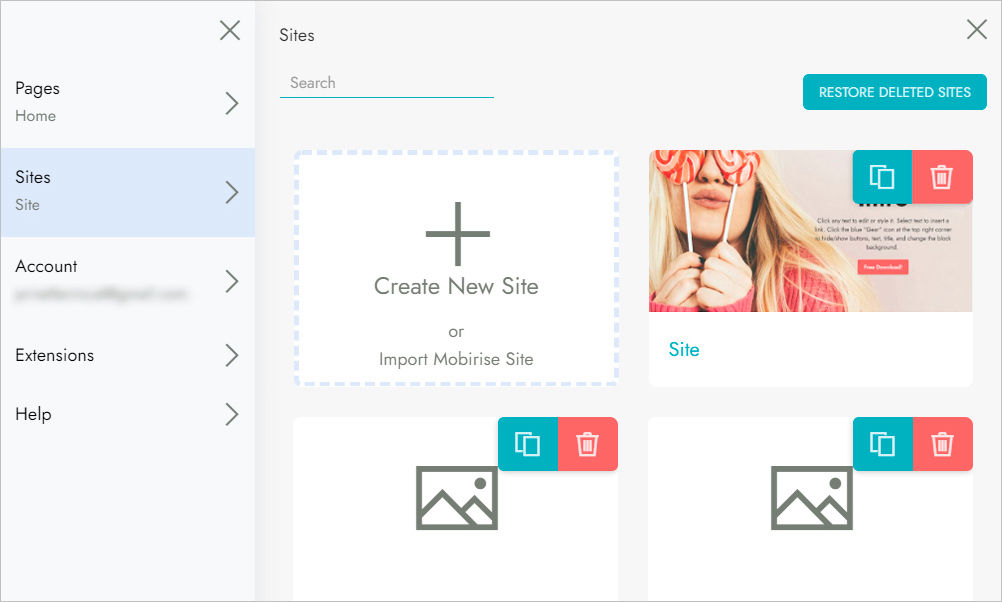 Pages
Home
Sites
Site
Account
Extensions
Help
Sites
Search
RESTORE DELETED SITES
Create New Site
or
Import Mobirise Site
Click any text to edit or style it. Select text to insert a
link. Click the blue "Gear" icon at the top right corner
to hide/show buttons, text, title, and change the block
background.
Free Download!
Site